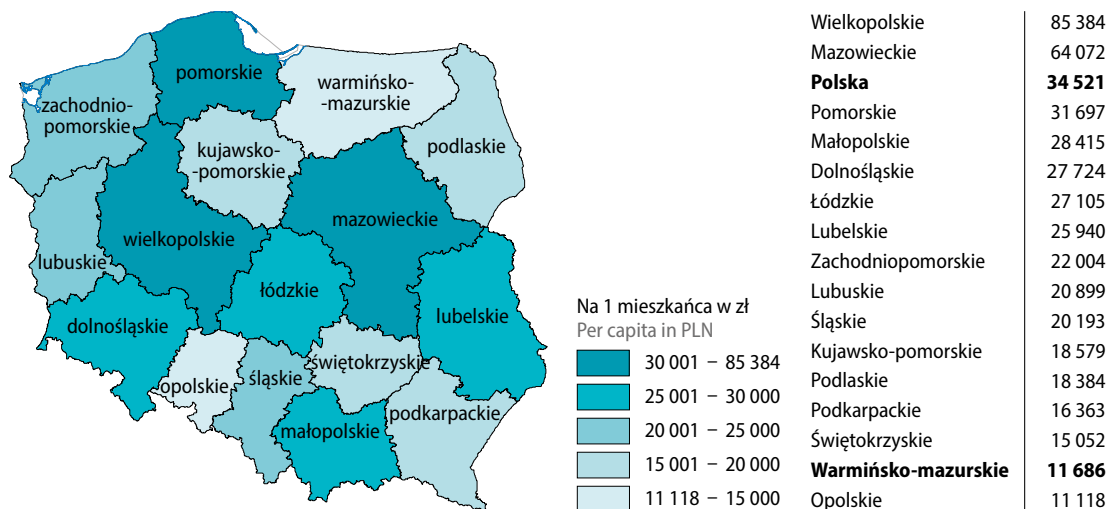 pomorskie
warmińsko-
-mazurskie
zachodnio-
pomorskie
kujawsko-
-pomorskie
podlaskie
mazowieckie
wielkopolskie
lubuskie
łódzkie
lubelskie
dolnośląskie
opolskie
śląskie
świętokrzyskie
podkarpackie
małopolskie
Na 1 mieszkańca w zł
Per capita in PLN
30 001 – 85 384
25 001 – 30 000
20 001 – 25 000
15 001 – 20 000
11 118 – 15 000
Wielkopolskie 85 384
Mazowieckie 64 072
Polska 34 521
Pomorskie 31 697
Małopolskie 28 415
Dolnośląskie 27 724
Łódzkie 27 105
Lubelskie 25 940
Zachodniopomorskie 22 004
Lubuskie 20 899
Śląskie 20 193
Kujawsko-pomorskie 18 579
Podlaskie 18 384
Podkarpackie 16 363
Świętokrzyskie 15 052
Warmińsko-mazurskie 11 686
Opolskie 11 118